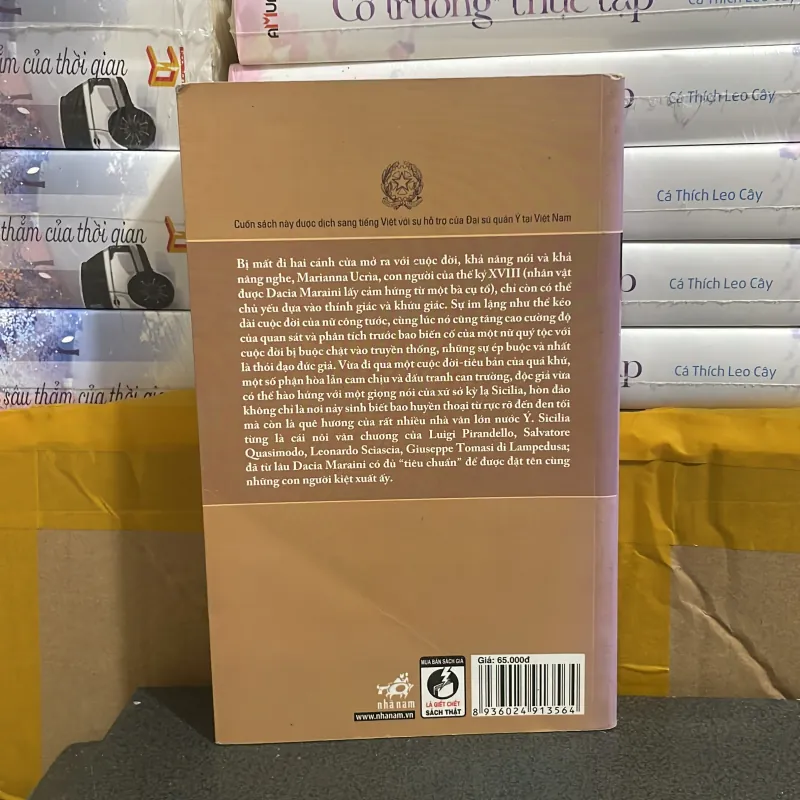 Cô trưởng thực tập
Cá Thích Leo Cây
Cá Thích Leo Cây
Cá Thích Leo Cây
Cá Thích Leo Cây
Cá Thích Leo Cây
thẳm của thời gian
sâu thẳm của thời gian
Cuốn sách này được dịch sang tiếng Việt với sự hỗ trợ của Đại sứ quán Ý tại Việt Nam
Bị mất đi hai cánh cửa mở ra với cuộc đời, khả năng nói và khả
năng nghe, Marianna Ucrìa, con người của thế kỷ XVIII (nhân vật
được Dacia Maraini lấy cảm hứng từ một bà cụ tổ), chỉ còn có thể
chủ yếu dựa vào thính giác và khứu giác. Sự im lặng như thể kéo
dài cuộc đời của nữ công tước, cùng lúc nó cũng tăng cao cường độ
của quan sát và phân tích trước bao biến cố của một nữ quý tộc với
cuộc đời bị buộc chặt vào truyền thống, những sự ép buộc và nhất
là thói đạo đức giả. Vừa đi qua một cuộc đời-tiêu bản của quá khứ,
một số phận hòa lẫn cam chịu và đấu tranh can trường, độc giả vừa
có thể hào hứng với một giọng nói của xứ sở kỳ lạ Sicilia, hòn đảo
không chỉ là nơi nảy sinh biết bao huyền thoại từ rực rỡ đến đen tối
mà còn là quê hương của rất nhiều nhà văn lớn nước Ý. Sicilia
từng là cái nôi văn chương của Luigi Pirandello, Salvatore
Quasimodo, Leonardo Sciascia, Giuseppe Tomasi di Lampedusa;
đã từ lâu Dacia Maraini có đủ “tiêu chuẩn” để được đặt tên cùng
những con người kiệt xuất ấy.
nhã nam
www.nhanam.vn
MUA BÁN SÁCH GIẢ
LÀ GIẾT CHẾT
SÁCH THẬT
Giá: 65.000đ
8 936024 913564